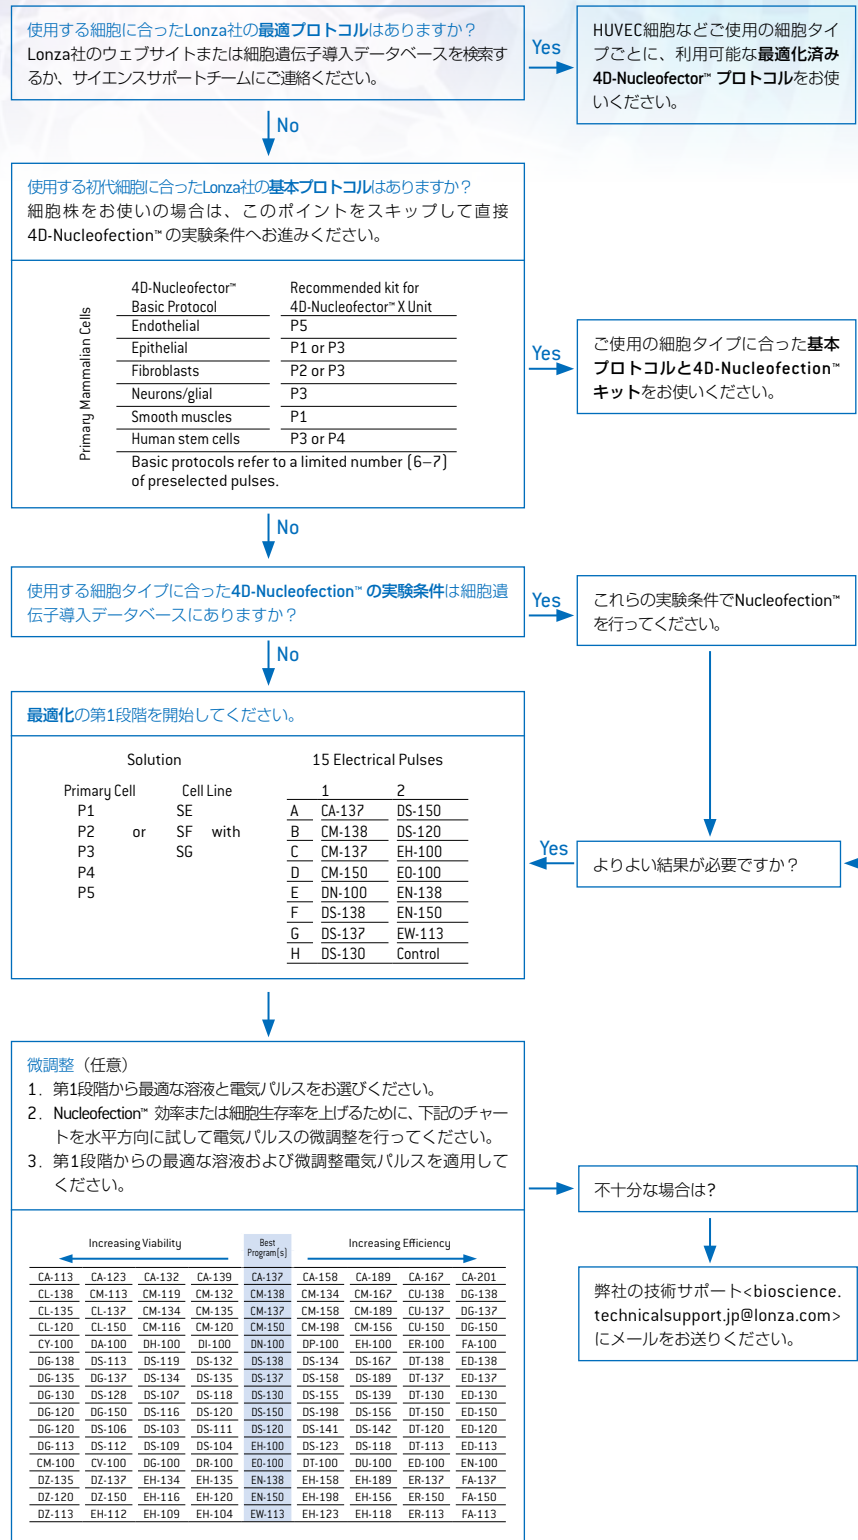 使用する細胞に合ったLonza社の最適プロトコルはありますか？
Lonza社のウェブサイトまたは細胞遺伝子導入データベースを検索す
るか、サイエンスサポートチームにご連絡ください。
Yes
HUVEC細胞などご使用の細胞タイ
プごとに、利用可能な最適化済み
4D-Nucleofector™ プロトコルをお使
いください。
No
使用する初代細胞に合ったLonza社の基本プロトコルはありますか？
細胞株をお使いの場合は、このポイントをスキップして直接
4D-Nucleofection™ の実験条件へお進みください。
Primary Mammalian Cells
4D-Nucleofector™ Recommended kit for
Basic Protocol 4D-Nucleofector™ X Unit
Endothelial P5
Epithelial P1 or P3
Fibroblasts P2 or P3
Neurons/glial P3
Smooth muscles P1
Human stem cells P3 or P4
Basic protocols refer to a limited number (6–7)
of preselected pulses.
Yes
ご使用の細胞タイプに合った基本
プロトコルと4D-Nucleofection™
キットをお使いください。
No
使用する細胞タイプに合った4D-Nucleofection™ の実験条件は細胞遺
伝子導入データベースにありますか？
Yes
これらの実験条件でNucleofection™
を行ってください。
No
最適化の第1段階を開始してください。
Solution 15 Electrical Pulses
Primary Cell Cell Line 1 2
P1 SE A CA-137 DS-150
P2 or SF with B CM-138 DS-120
P3 SG C CM-137 EH-100
P4 D CM-150 EO-100
P5 E DN-100 EN-138
F DS-138 EN-150
G DS-137 EW-113
H DS-130 Control
Yes
よりよい結果が必要ですか？
微調整（任意）
1. 第1段階から最適な溶液と電気パルスをお選びください。
2. Nucleofection™ 効率または細胞生存率を上げるために、下記のチャー
トを水平方向に試して電気パルスの微調整を行ってください。
3. 第1段階からの最適な溶液および微調整電気パルスを適用して
ください。
不十分な場合は?
弊社の技術サポート<bioscience.
technicalsupport.jp@lonza.com>
にメールをお送りください。
Increasing Viability Best Increasing Efficiency
Program(s)
CA-113 CA-123 CA-132 CA-139 CA-137 CA-158 CA-189 CA-167 CA-201
CL-138 CM-113 CM-119 CM-132 CM-138 CM-134 CM-167 CU-138 DG-138
CL-135 CL-137 CM-134 CM-135 CM-137 CM-158 CM-189 CU-137 DG-137
CL-120 CL-150 CM-116 CM-120 CM-150 CM-198 CM-156 CU-150 DG-150
CY-100 DA-100 DH-100 DI-100 DN-100 DP-100 EH-100 ER-100 FA-100
DG-138 DS-113 DS-119 DS-132 DS-138 DS-134 DS-167 DT-138 ED-138
DG-135 DG-137 DS-134 DS-135 DS-137 DS-158 DS-189 DT-137 ED-137
DG-130 DS-128 DS-107 DS-118 DS-130 DS-155 DS-139 DT-130 ED-130
DG-120 DG-150 DS-116 DS-120 DS-150 DS-198 DS-156 DT-150 ED-150
DG-120 DS-106 DS-103 DS-111 DS-120 DS-141 DS-142 DT-120 ED-120
DG-113 DS-112 DS-109 DS-104 EH-100 DS-123 DS-118 DT-113 ED-113
CM-100 CV-100 DG-100 DR-100 EO-100 DT-100 DU-100 ED-100 EN-100
DZ-135 DZ-137 EH-134 EH-135 EN-138 EH-158 EH-189 ER-137 FA-137
DZ-120 DZ-150 EH-116 EH-120 EN-150 EH-198 EH-156 ER-150 FA-150
DZ-113 EH-112 EH-109 EH-104 EW-113 EH-123 EH-118 ER-113 FA-113